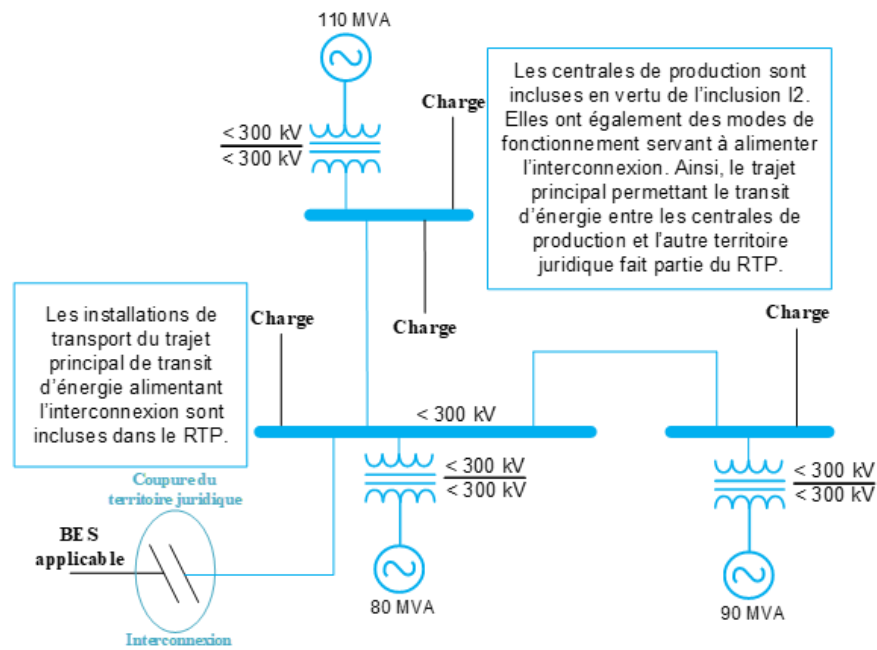 110 MVA
< 300 kV
< 300 kV
Charge
Les centrales de production sont
incluses en vertu de l’inclusion I2.
Elles ont également des modes de
fonctionnement servant à alimenter
l’interconnexion. Ainsi, le trajet
principal permettant le transit
d’énergie entre les centrales de
production et l’autre territoire
juridique fait partie du RTP.
Les installations de
transport du trajet
principal de transit
d’énergie alimentant
l’interconnexion sont
incluses dans le RTP.
Charge
Charge
Charge
< 300 kV
< 300 kV
< 300 kV
< 300 kV
< 300 kV
Coupure du
territoire juridique
BES
applicable
Interconnexion
80 MVA
90 MVA